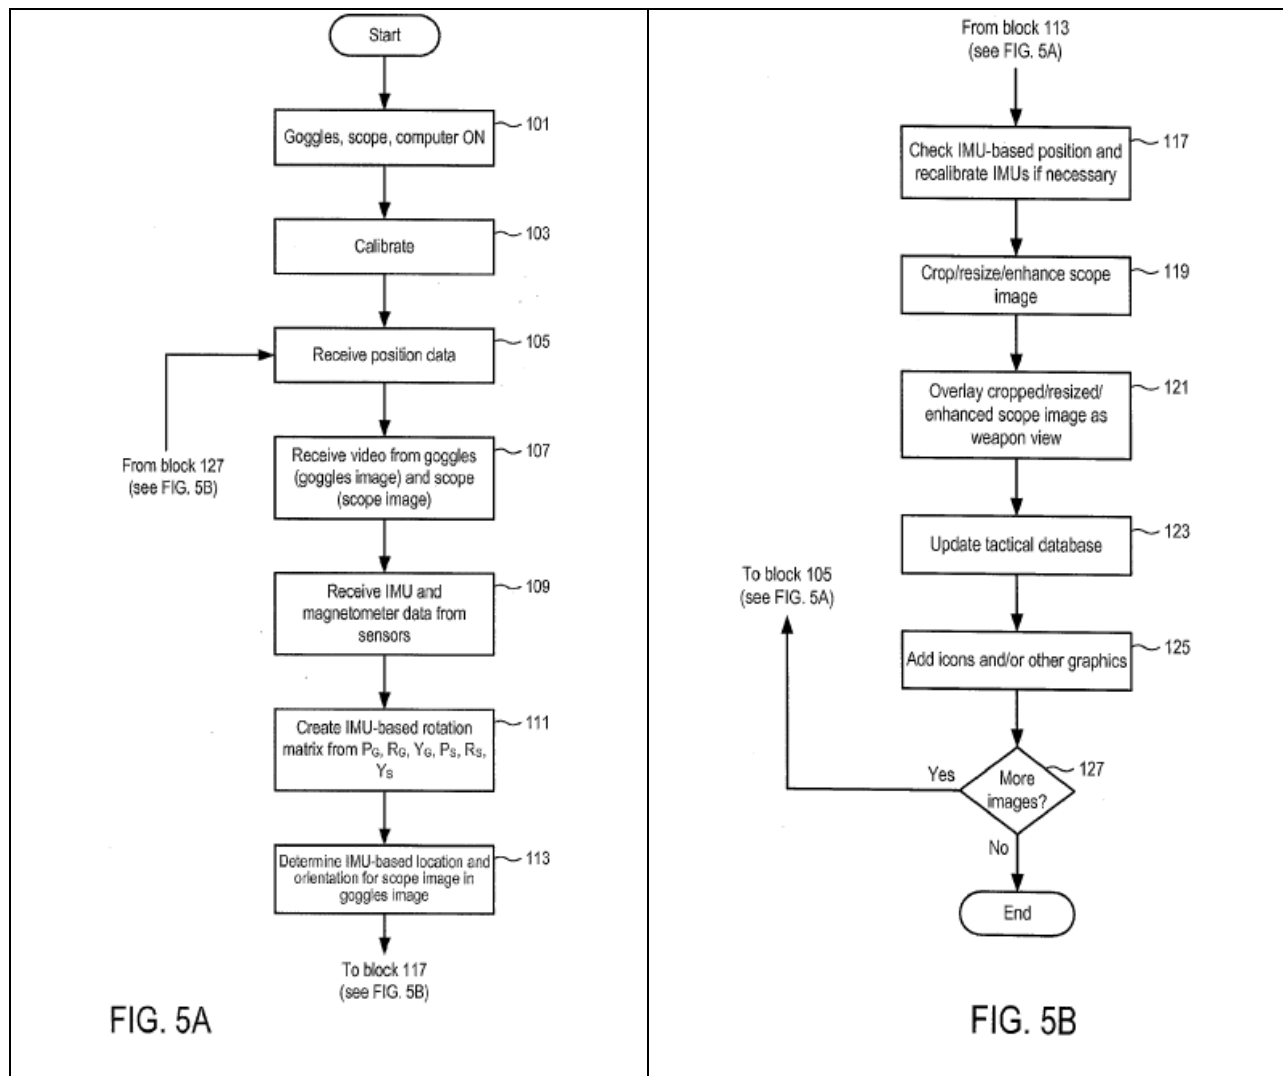 Start
Goggles, scope, computer ON
101
Calibrate
103
Receive position data
105
From block 127
(see FIG. 5B)
Receive video from goggles
(goggles image) and scope
(scope image)
107
Receive IMU and
magnetometer data from
sensors
109
Create IMU-based rotation
matrix from PG, RG, YG, PS, RS,
YS
111
Determine IMU-based location and
orientation for scope image in
goggles image
113
To block 117
(see FIG. 5B)
FIG. 5A
From block 113
(see FIG. 5A)
Check IMU-based position and
recalibrate IMUs if necessary
117
Crop/resize/enhance scope
image
119
Overlay cropped/resized/
enhanced scope image as
weapon view
121
Update tactical database
123
To block 105
(see FIG. 5A)
Add icons and/or other graphics
125
Yes
More
images?
127
No
End
FIG. 5B